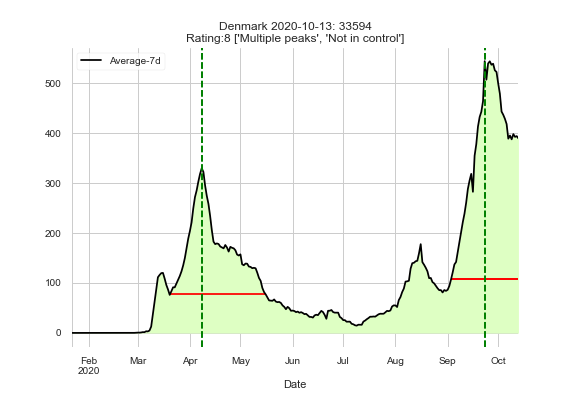 Denmark 2020-10-13: 33594
Rating:8 ['Multiple peaks', 'Not in control']
Average-7d
500
400
300
200
100
0
Feb Mar Apr May Jun Jul Aug Sep Oct
2020
Date